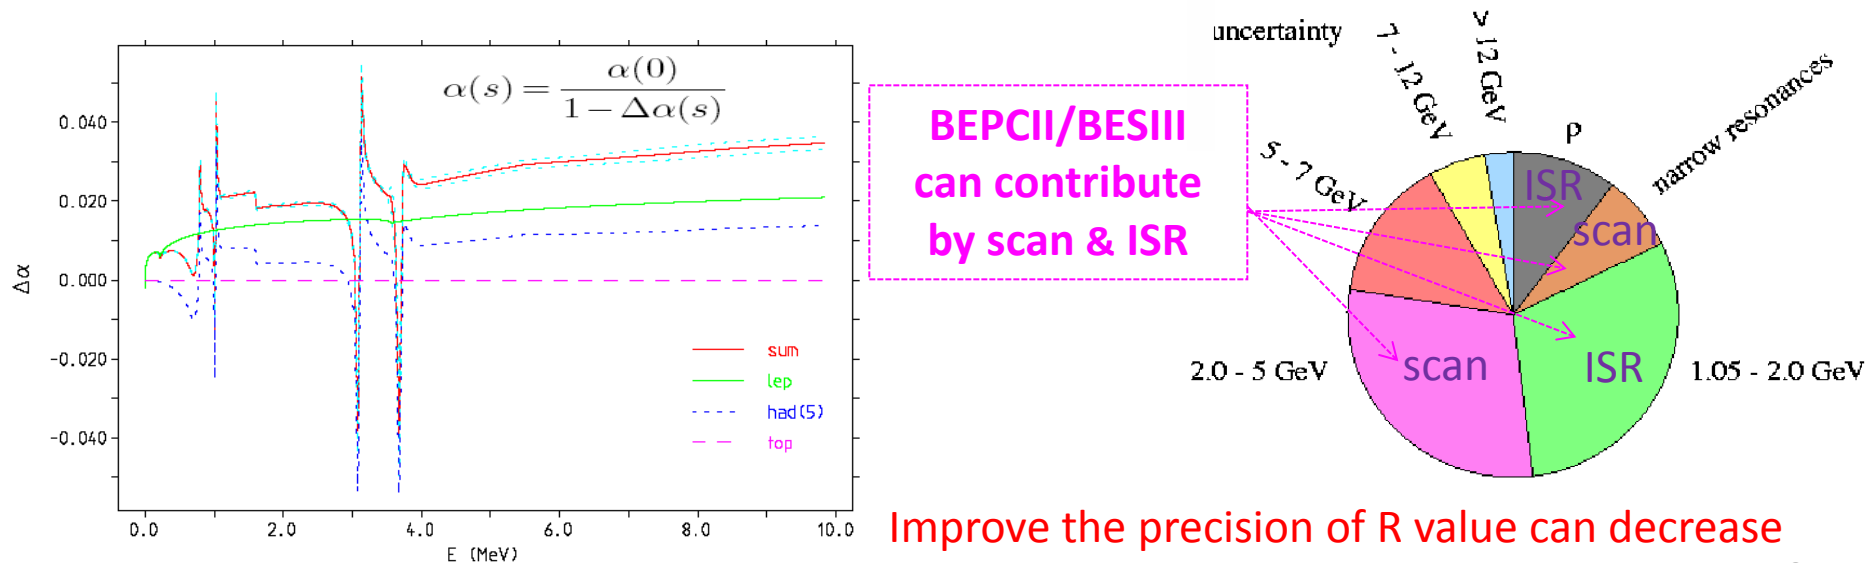 α(s) = α(0) / 1 − Δα(s)
0.040
0.020
0.000
-0.020
-0.040
Δα
sum
lep
had(5)
top
0.0 2.0 4.0 6.0 8.0 10.0
E (MeV)
BEPCII/BESIII
can contribute
by scan & ISR
uncertainty
7 - 12 GeV
12 GeV
ρ
narrow resonances
5 - 7 GeV
ISR
scan
2.0 - 5 GeV
scan
ISR
1.05 - 2.0 GeV
Improve the precision of R value can decrease